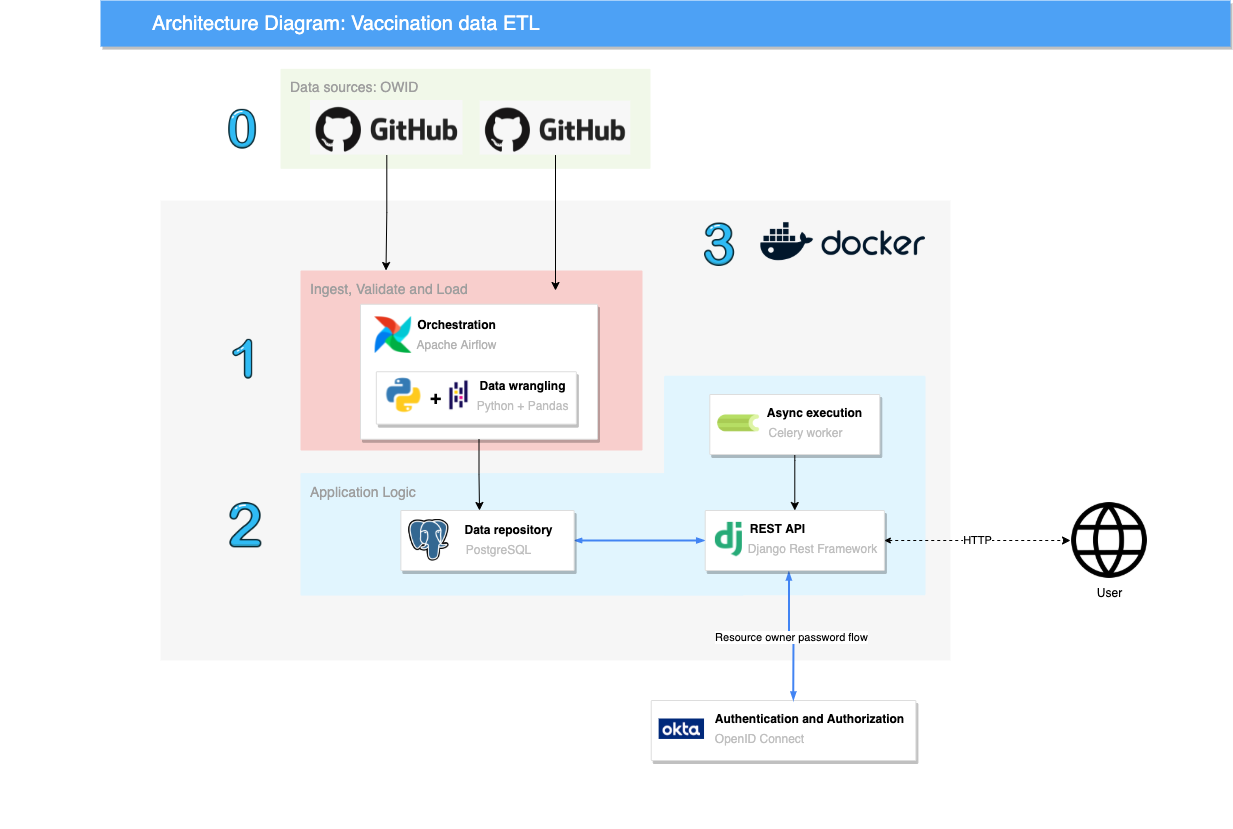 Architecture Diagram: Vaccination data ETL
Data sources: OWID
0
GitHub
GitHub
3
docker
Ingest, Validate and Load
1
Orchestration
Apache Airflow
+
Data wrangling
Python + Pandas
Async execution
Celery worker
Application Logic
2
Data repository
PostgreSQL
dj
REST API
Django Rest Framework
HTTP
User
Resource owner password flow
okta
Authentication and Authorization
OpenID Connect